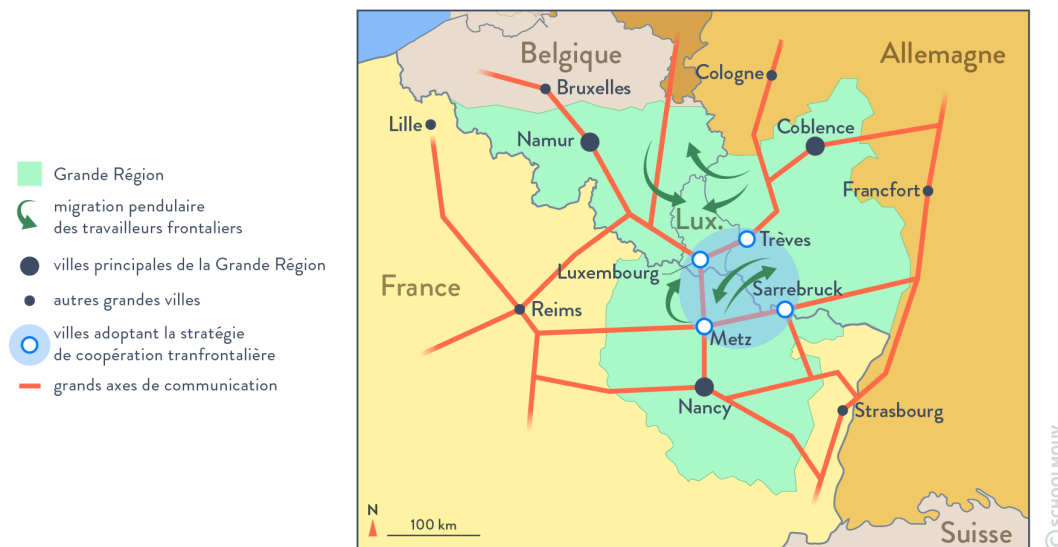 Grande Région
migration pendulaire
des travailleurs frontaliers
villes principales de la Grande Région
autres grandes villes
villes adoptant la stratégie
de coopération tranfrontalière
grands axes de communication
Belgique
Allemagne
Cologne
Bruxelles
Lille
Namur
Coblence
Francfort
Lux.
Trèves
Luxembourg
France
Sarrebruck
Reims
Metz
Nancy
Strasbourg
N
100 km
Suisse
© SCHOOLMOUV